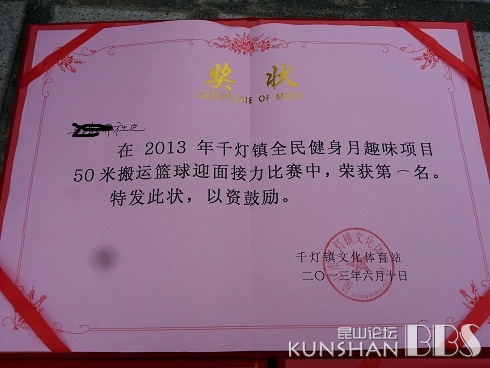 奖状
CERTIFICATE OF MERIT
社区
在 2013 年千灯镇全民健身月趣味项目
50 米搬运篮球迎面接力比赛中，荣获第一名。
特发此状，以资鼓励。
千灯镇文化体育站
二〇一三年六月十日
昆山论坛
KUNSHAN BBS